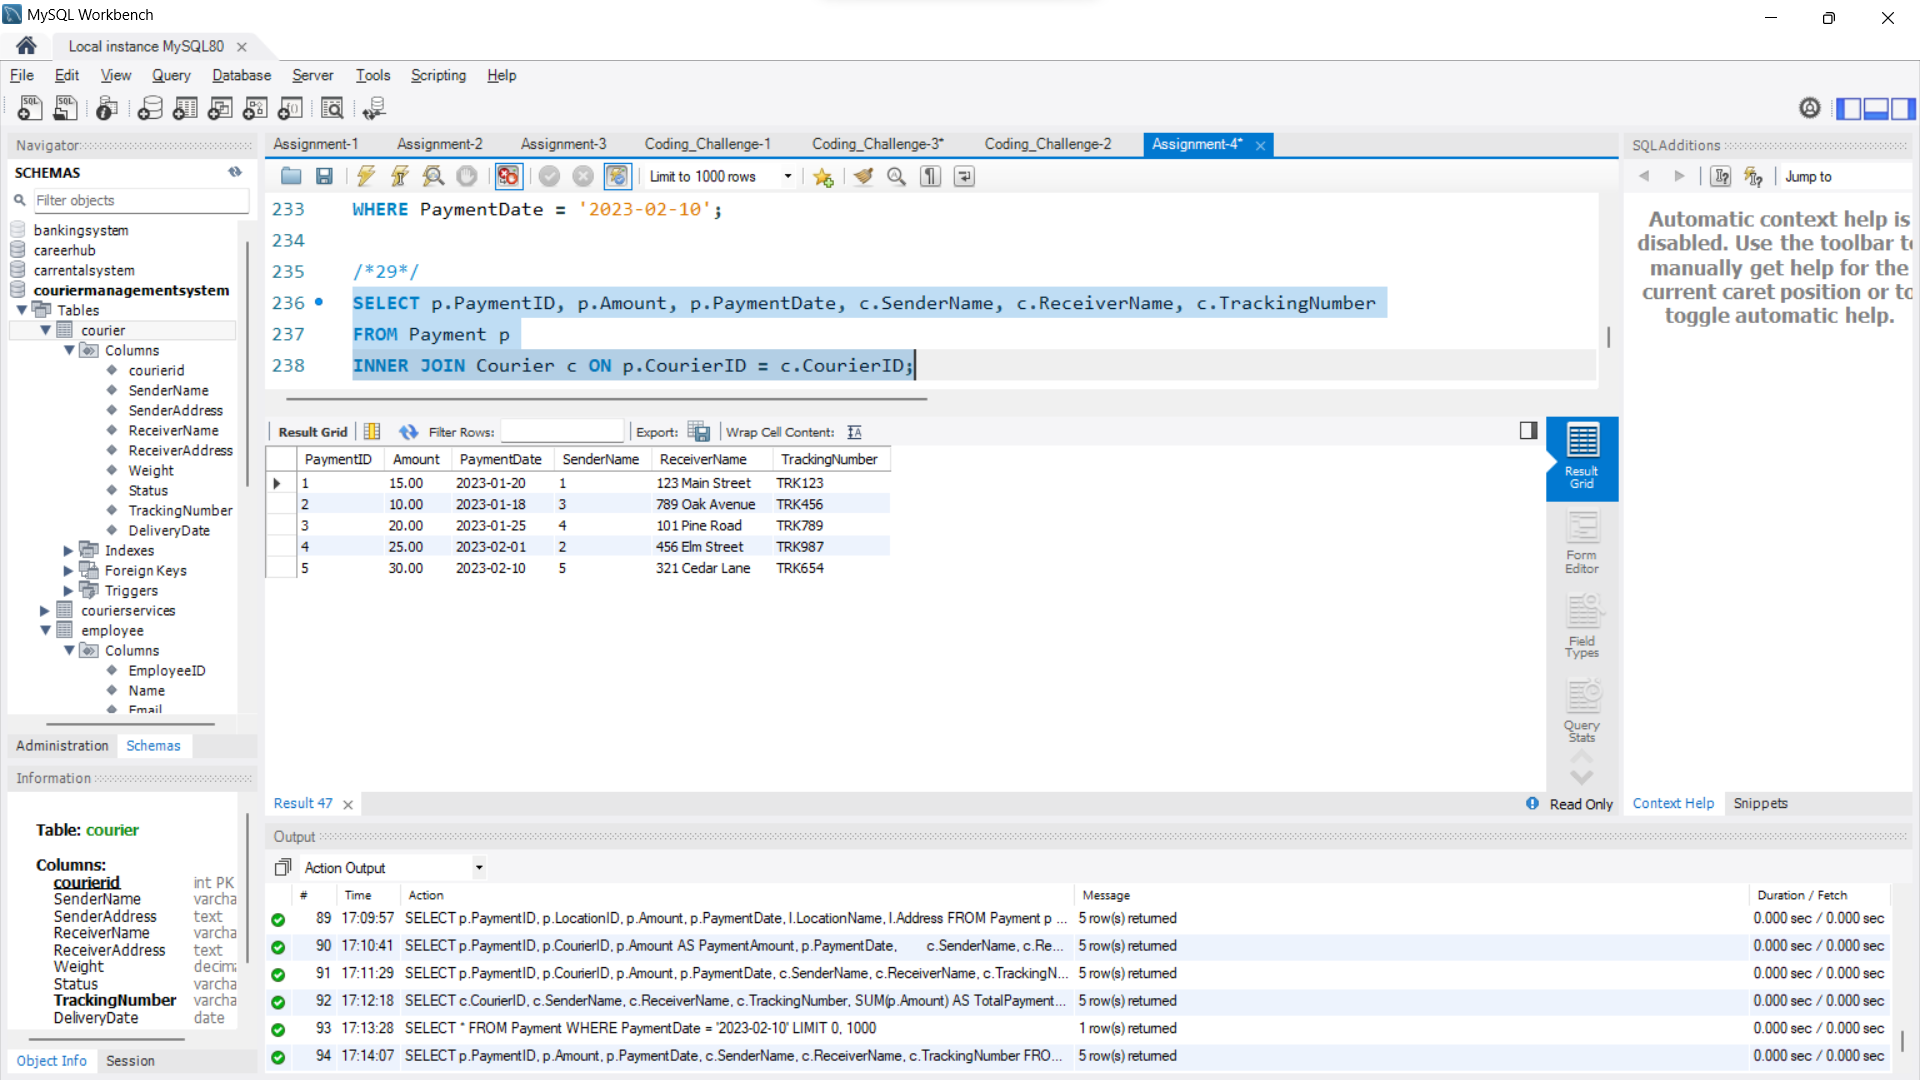 MySQL Workbench
Local instance MySQL80
File Edit View Query Database Server Tools Scripting Help
Navigator
SCHEMAS
Filter objects
bankingsystem
careerhub
carrentalsystem
couriermanagementsystem
Tables
courier
Columns
courierid
SenderName
SenderAddress
ReceiverName
ReceiverAddress
Weight
Status
TrackingNumber
DeliveryDate
Indexes
Foreign Keys
Triggers
courierservices
employee
Columns
EmployeeID
Name
Email
Administration Schemas
Information
Table: courier
Columns:
courierid int PK
SenderName varcha
SenderAddress text
ReceiverName varcha
ReceiverAddress text
Weight decim
Status varcha
TrackingNumber varcha
DeliveryDate date
Object Info Session
Assignment-1 Assignment-2 Assignment-3 Coding_Challenge-1 Coding_Challenge-3* Coding_Challenge-2 Assignment-4*
Limit to 1000 rows
233 WHERE PaymentDate = '2023-02-10';
234
235 /*29*/
236 SELECT p.PaymentID, p.Amount, p.PaymentDate, c.SenderName, c.ReceiverName, c.TrackingNumber
237 FROM Payment p
238 INNER JOIN Courier c ON p.CourierID = c.CourierID;
Result Grid Filter Rows: Export: Wrap Cell Content:
PaymentID Amount PaymentDate SenderName ReceiverName TrackingNumber
1 15.00 2023-01-20 1 123 Main Street TRK123
2 10.00 2023-01-18 3 789 Oak Avenue TRK456
3 20.00 2023-01-25 4 101 Pine Road TRK789
4 25.00 2023-02-01 2 456 Elm Street TRK987
5 30.00 2023-02-10 5 321 Cedar Lane TRK654
Result
Grid
Form
Editor
Field
Types
Query
Stats
Result 47
Read Only
SQLAdditions
Jump to
Automatic context help is
disabled. Use the toolbar to
manually get help for the
current caret position or to
toggle automatic help.
Context Help Snippets
Output
Action Output
# Time Action Message Duration / Fetch
89 17:09:57 SELECT p.PaymentID, p.LocationID, p.Amount, p.PaymentDate, l.LocationName, l.Address FROM Payment p ... 5 row(s) returned 0.000 sec / 0.000 sec
90 17:10:41 SELECT p.PaymentID, p.CourierID, p.Amount AS PaymentAmount, p.PaymentDate, c.SenderName, c.Re... 5 row(s) returned 0.000 sec / 0.000 sec
91 17:11:29 SELECT p.PaymentID, p.CourierID, p.Amount, p.PaymentDate, c.SenderName, c.ReceiverName, c.TrackingN... 5 row(s) returned 0.000 sec / 0.000 sec
92 17:12:18 SELECT c.CourierID, c.SenderName, c.ReceiverName, c.TrackingNumber, SUM(p.Amount) AS TotalPayment... 5 row(s) returned 0.000 sec / 0.000 sec
93 17:13:28 SELECT * FROM Payment WHERE PaymentDate = '2023-02-10' LIMIT 0, 1000 1 row(s) returned 0.000 sec / 0.000 sec
94 17:14:07 SELECT p.PaymentID, p.Amount, p.PaymentDate, c.SenderName, c.ReceiverName, c.TrackingNumber FRO... 5 row(s) returned 0.000 sec / 0.000 sec